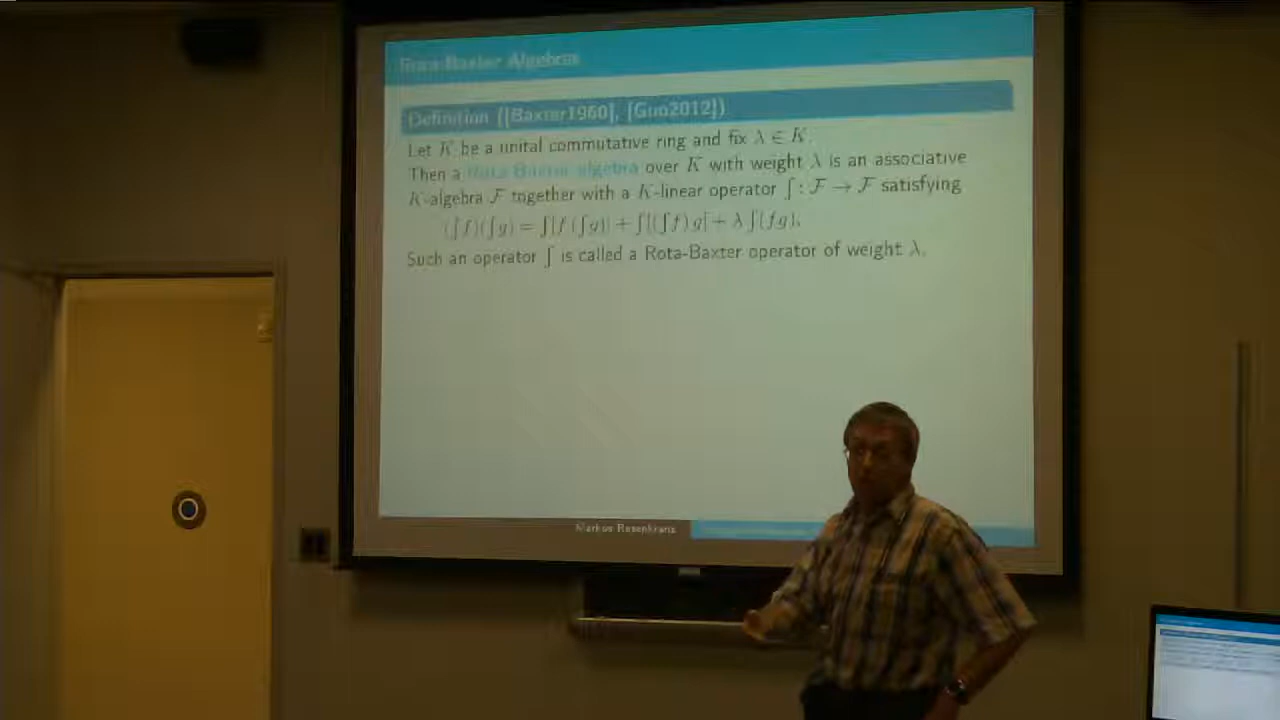 Rota-Baxter Algebras
Definition ([Baxter1960], [Guo2012])
Let K be a unital commutative ring and fix λ ∈ K.
Then a Rota-Baxter algebra over K with weight λ is an associative
K-algebra F together with a K-linear operator ∫ : F → F satisfying
(∫f)(∫g) = ∫[f (∫g)] + ∫[(∫f) g] + λ ∫(fg).
Such an operator ∫ is called a Rota-Baxter operator of weight λ.
Markus Rosenkranz